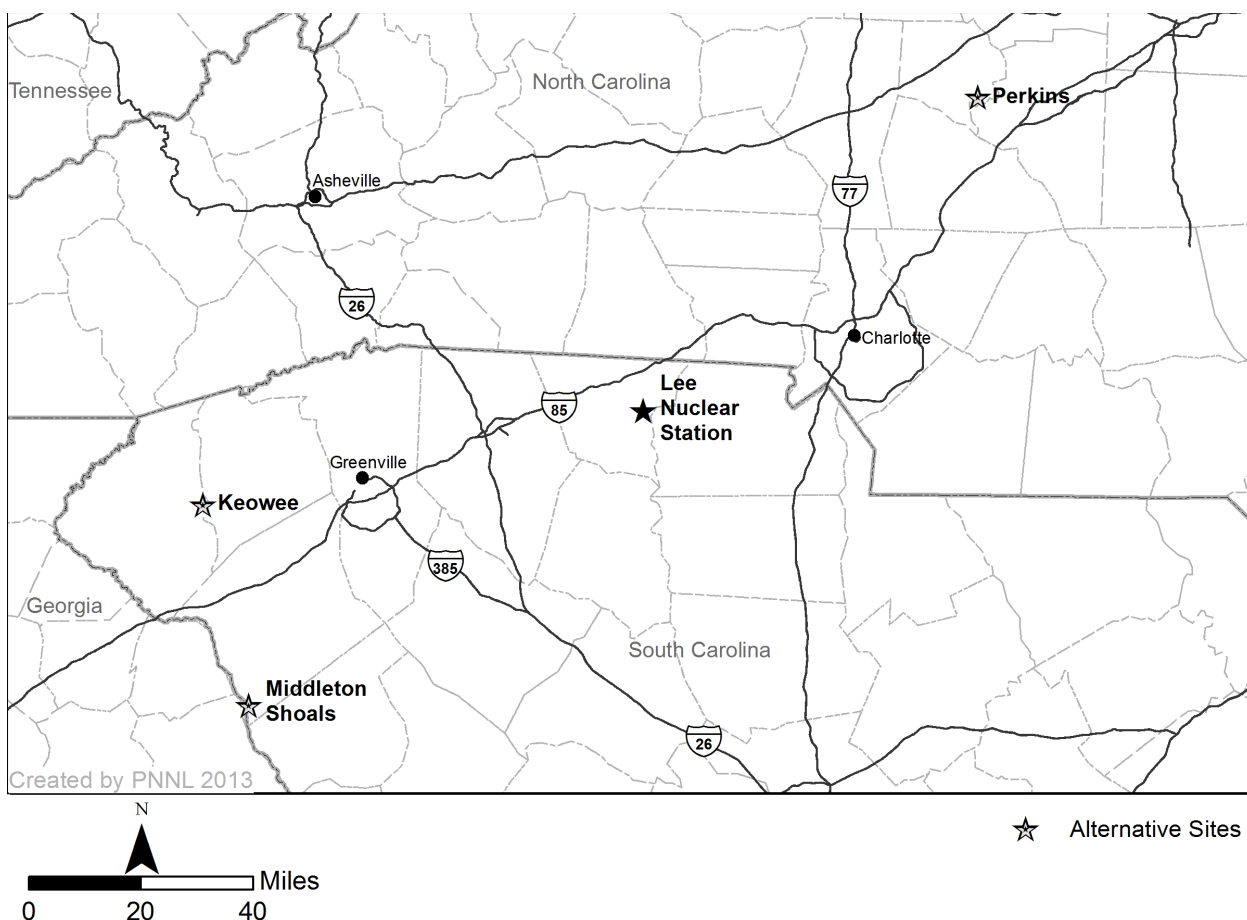 Tennessee
North Carolina
Perkins
Asheville
77
26
Charlotte
Lee
Nuclear
Station
85
Greenville
Keowee
385
Georgia
South Carolina
Middleton
Shoals
26
Created by PNNL 2013
N
Alternative Sites
Miles
0 20 40